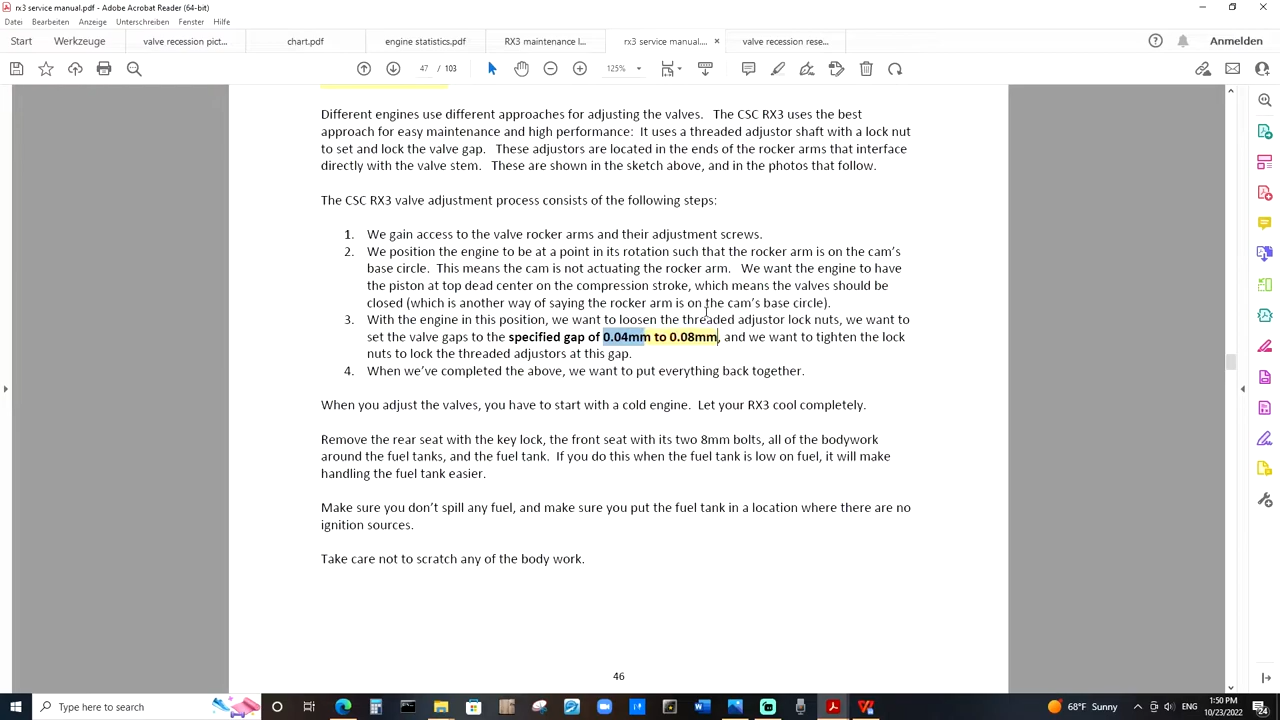 rx3 service manual.pdf - Adobe Acrobat Reader (64-bit)
Datei Bearbeiten Anzeige Unterschreiben Fenster Hilfe
Start Werkzeuge valve recession pict... chart.pdf engine statistics.pdf RX3 maintenance l... rx3 service manual.... × valve recession rese... Anmelden
47 / 103 125%
Different engines use different approaches for adjusting the valves. The CSC RX3 uses the best
approach for easy maintenance and high performance: It uses a threaded adjustor shaft with a lock nut
to set and lock the valve gap. These adjustors are located in the ends of the rocker arms that interface
directly with the valve stem. These are shown in the sketch above, and in the photos that follow.
The CSC RX3 valve adjustment process consists of the following steps:
1. We gain access to the valve rocker arms and their adjustment screws.
2. We position the engine to be at a point in its rotation such that the rocker arm is on the cam's
base circle. This means the cam is not actuating the rocker arm. We want the engine to have
the piston at top dead center on the compression stroke, which means the valves should be
closed (which is another way of saying the rocker arm is on the cam's base circle).
3. With the engine in this position, we want to loosen the threaded adjustor lock nuts, we want to
set the valve gaps to the specified gap of 0.04mm to 0.08mm, and we want to tighten the lock
nuts to lock the threaded adjustors at this gap.
4. When we've completed the above, we want to put everything back together.
When you adjust the valves, you have to start with a cold engine. Let your RX3 cool completely.
Remove the rear seat with the key lock, the front seat with its two 8mm bolts, all of the bodywork
around the fuel tanks, and the fuel tank. If you do this when the fuel tank is low on fuel, it will make
handling the fuel tank easier.
Make sure you don't spill any fuel, and make sure you put the fuel tank in a location where there are no
ignition sources.
Take care not to scratch any of the body work.
46
Type here to search
68°F Sunny
1:50 PM
10/23/2022
24